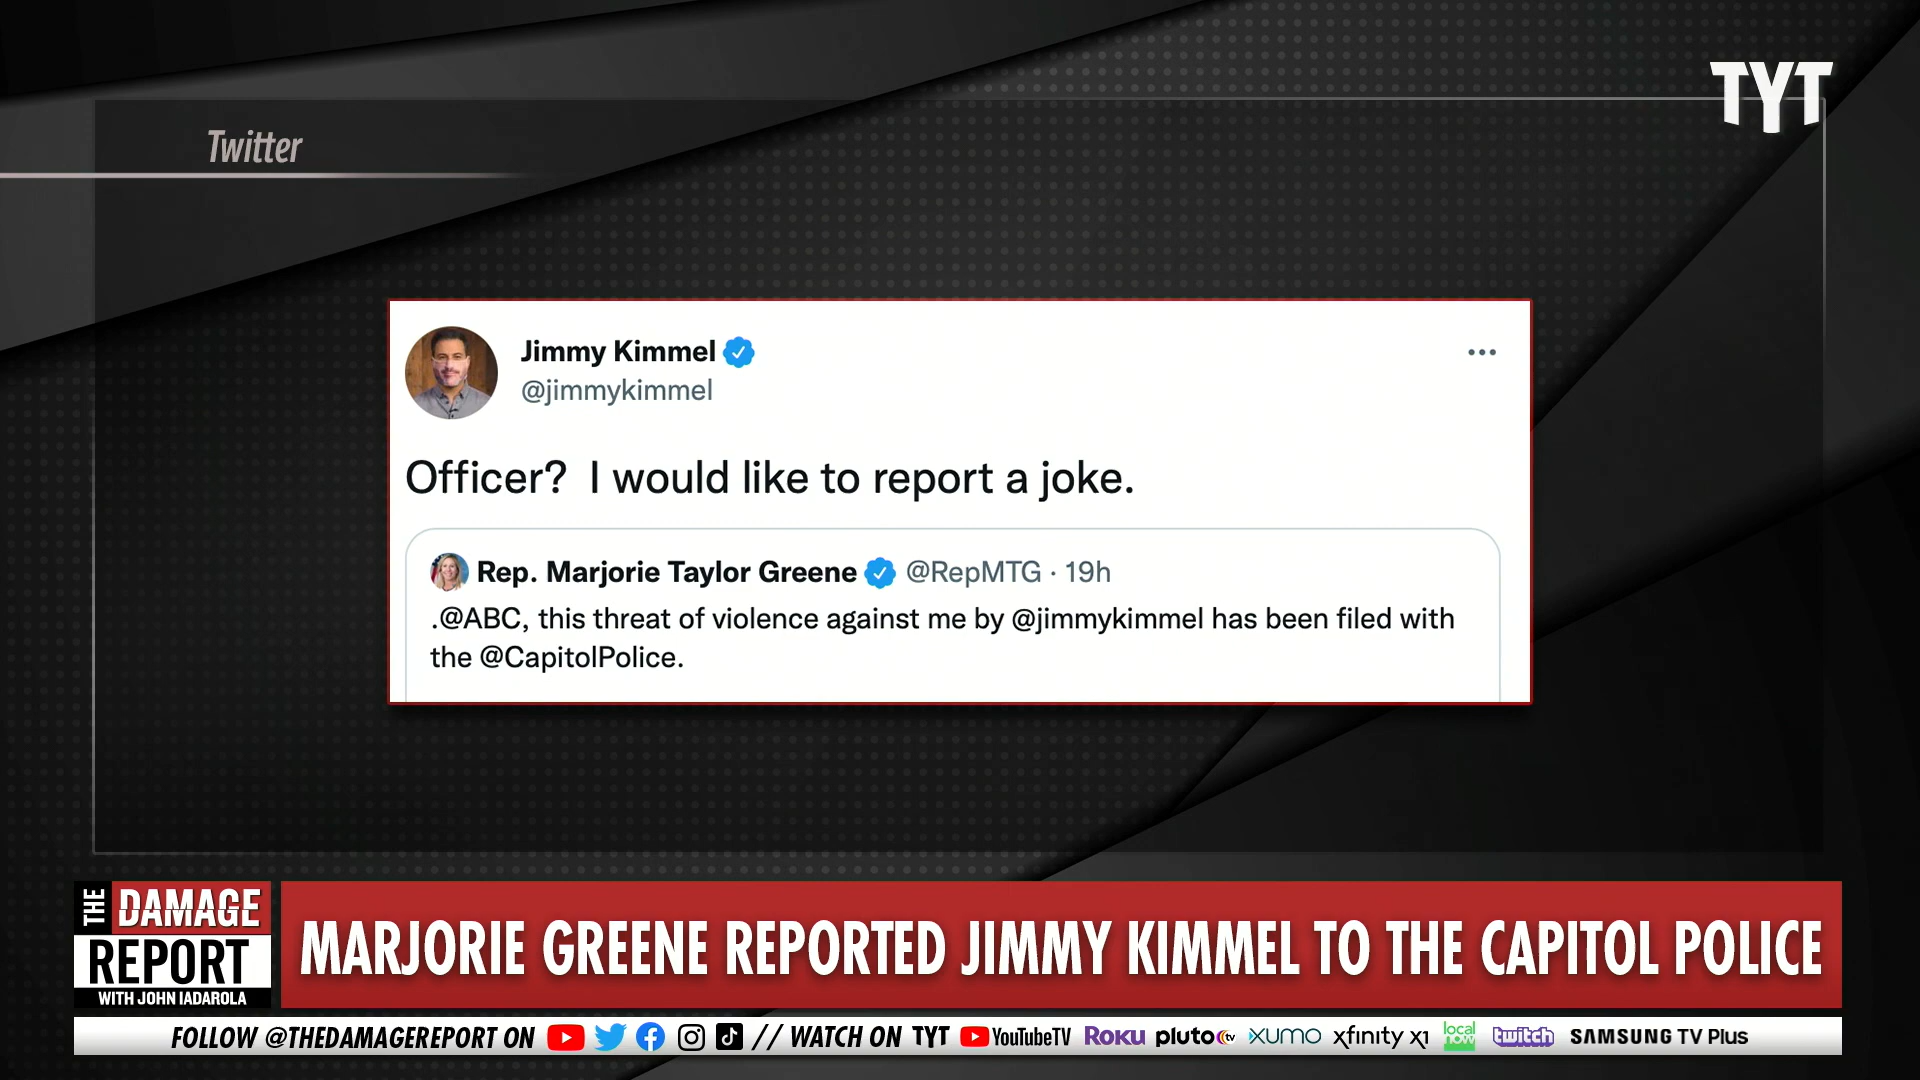 TYT
Twitter
Jimmy Kimmel
@jimmykimmel
Officer?  I would like to report a joke.
Rep. Marjorie Taylor Greene @RepMTG · 19h
.@ABC, this threat of violence against me by @jimmykimmel has been filed with
the @CapitolPolice.
THE DAMAGE
REPORT
WITH JOHN IADAROLA
MARJORIE GREENE REPORTED JIMMY KIMMEL TO THE CAPITOL POLICE
FOLLOW @THEDAMAGEREPORT ON // WATCH ON TYT YouTubeTV ROKU pluto tv XUMO xfinity x1 local now twitch SAMSUNG TV Plus